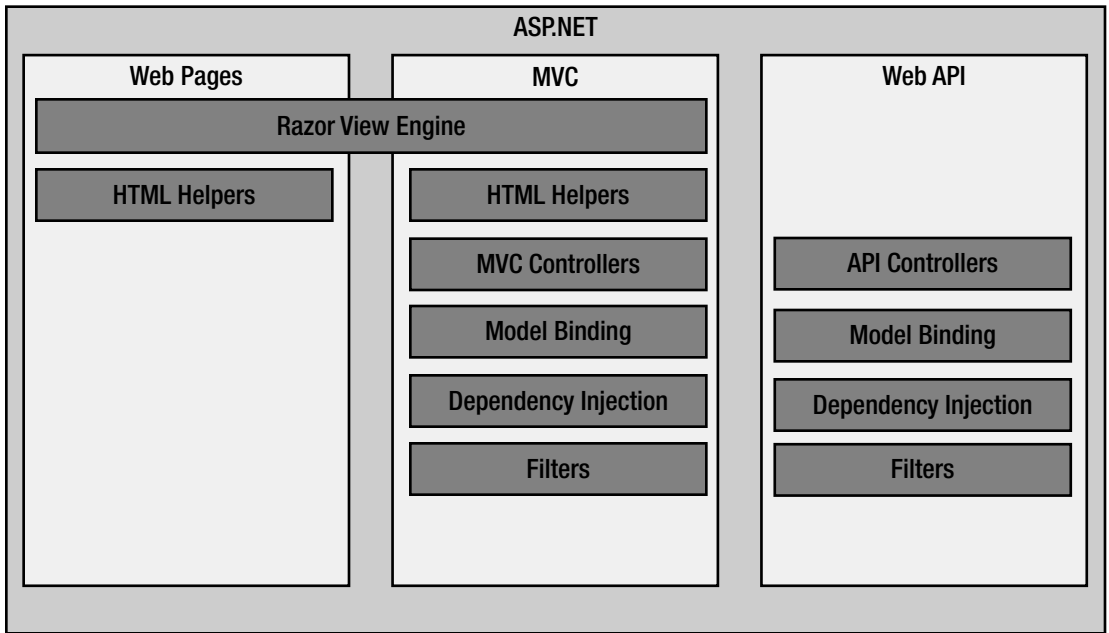 ASP.NET
Web Pages
MVC
Web API
Razor View Engine
HTML Helpers
HTML Helpers
MVC Controllers
API Controllers
Model Binding
Model Binding
Dependency Injection
Dependency Injection
Filters
Filters